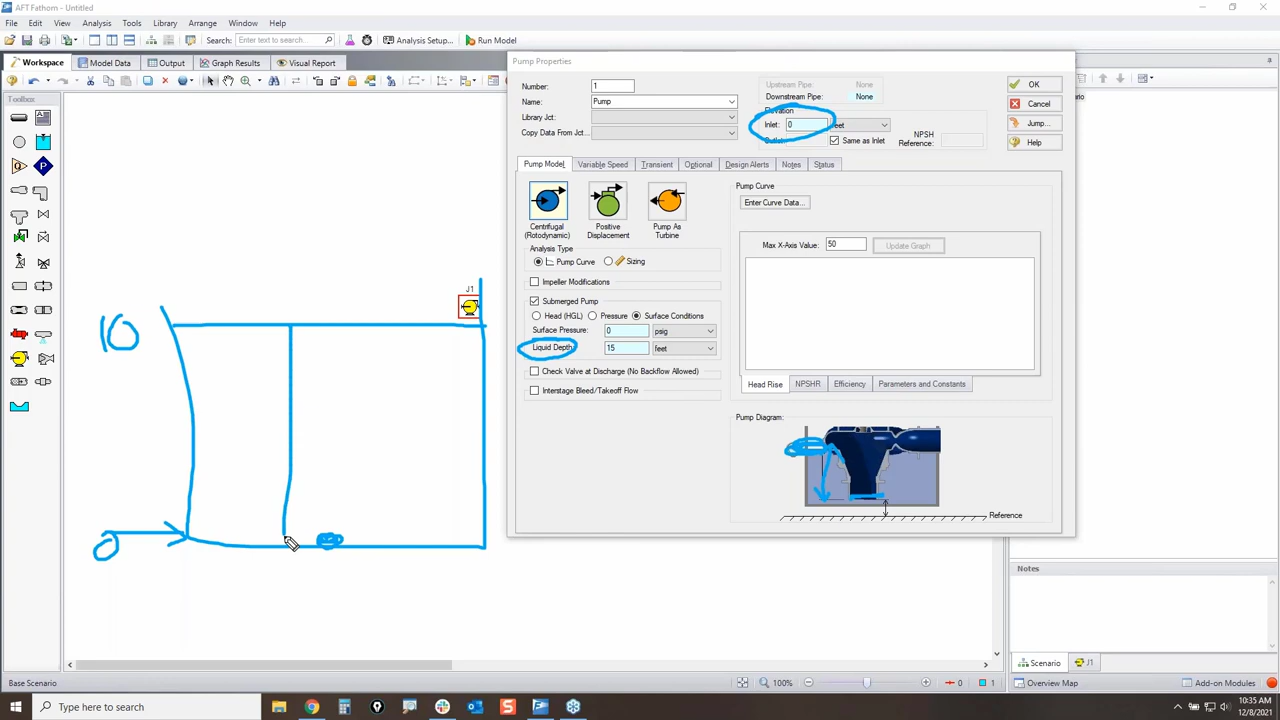 AFT Fathom - Untitled
File Edit View Analysis Tools Library Arrange Window Help
Search: Enter text to search... Analysis Setup... Run Model
Workspace Model Data Output Graph Results Visual Report
Toolbox
J1
10
0
Pump Properties
Number: 1
Name: Pump
Library Jct:
Copy Data From Jct...
Upstream Pipe: None
Downstream Pipe: None
Elevation
Inlet: 0 feet
Outlet: Same as Inlet
NPSH Reference:
OK
Cancel
Jump...
Help
Pump Model Variable Speed Transient Optional Design Alerts Notes Status
Centrifugal (Rotodynamic) Positive Displacement Pump As Turbine
Analysis Type
Pump Curve Sizing
Impeller Modifications
Submerged Pump
Head (HGL) Pressure Surface Conditions
Surface Pressure: 0 psig
Liquid Depth: 15 feet
Check Valve at Discharge (No Backflow Allowed)
Interstage Bleed/Takeoff Flow
Pump Curve
Enter Curve Data...
Max X-Axis Value: 50 Update Graph
Head Rise NPSHR Efficiency Parameters and Constants
Pump Diagram:
Reference
Notes
Scenario J1
Base Scenario
100%
0
1
Overview Map
Add-on Modules
Type here to search
10:35 AM
12/8/2021